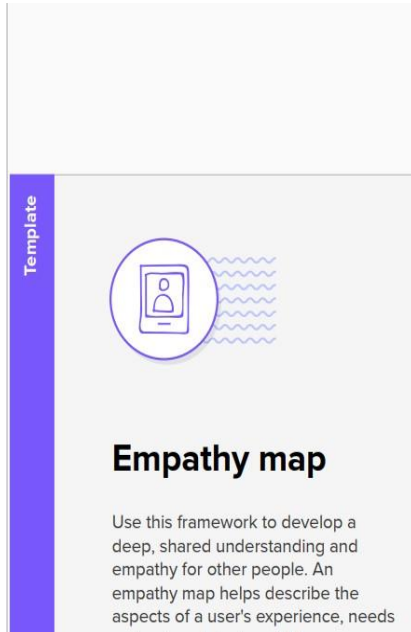 Template
Empathy map
Use this framework to develop a
deep, shared understanding and
empathy for other people. An
empathy map helps describe the
aspects of a user's experience, needs